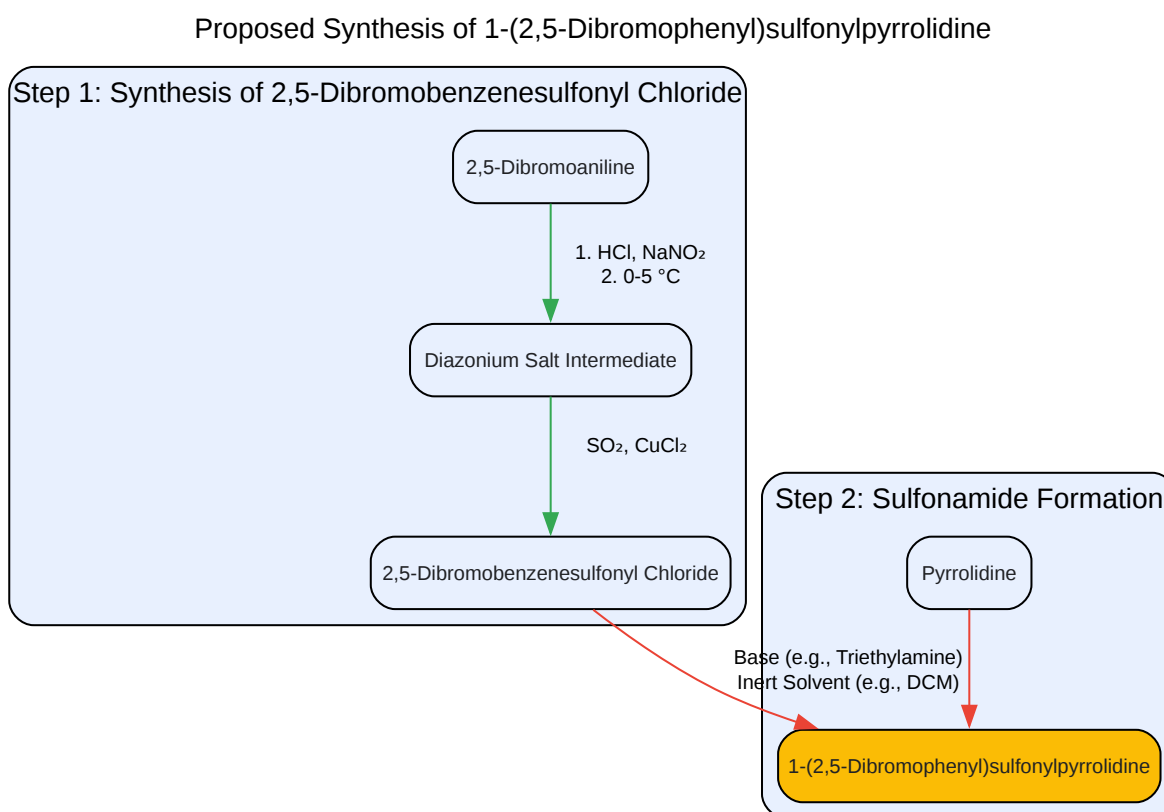 Proposed Synthesis of 1-(2,5-Dibromophenyl)sulfonylpyrrolidine
Step 1: Synthesis of 2,5-Dibromobenzenesulfonyl Chloride
2,5-Dibromoaniline
1. HCl, NaNO₂
2. 0-5 °C
Diazonium Salt Intermediate
SO₂, CuCl₂
2,5-Dibromobenzenesulfonyl Chloride
Step 2: Sulfonamide Formation
Pyrrolidine
Base (e.g., Triethylamine)
Inert Solvent (e.g., DCM)
1-(2,5-Dibromophenyl)sulfonylpyrrolidine